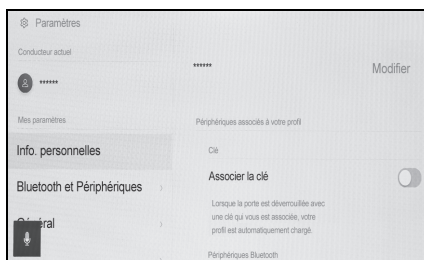 Paramètres
Conducteur actuel
******
Mes paramètres
Info. personnelles
Bluetooth et Périphériques
Général
******
Modifier
Périphériques associés à votre profil
Clé
Associer la clé
Lorsque la porte est déverrouillée avec
une clé qui vous est associée, votre
profil est automatiquement chargé.
Périphériques Bluetooth